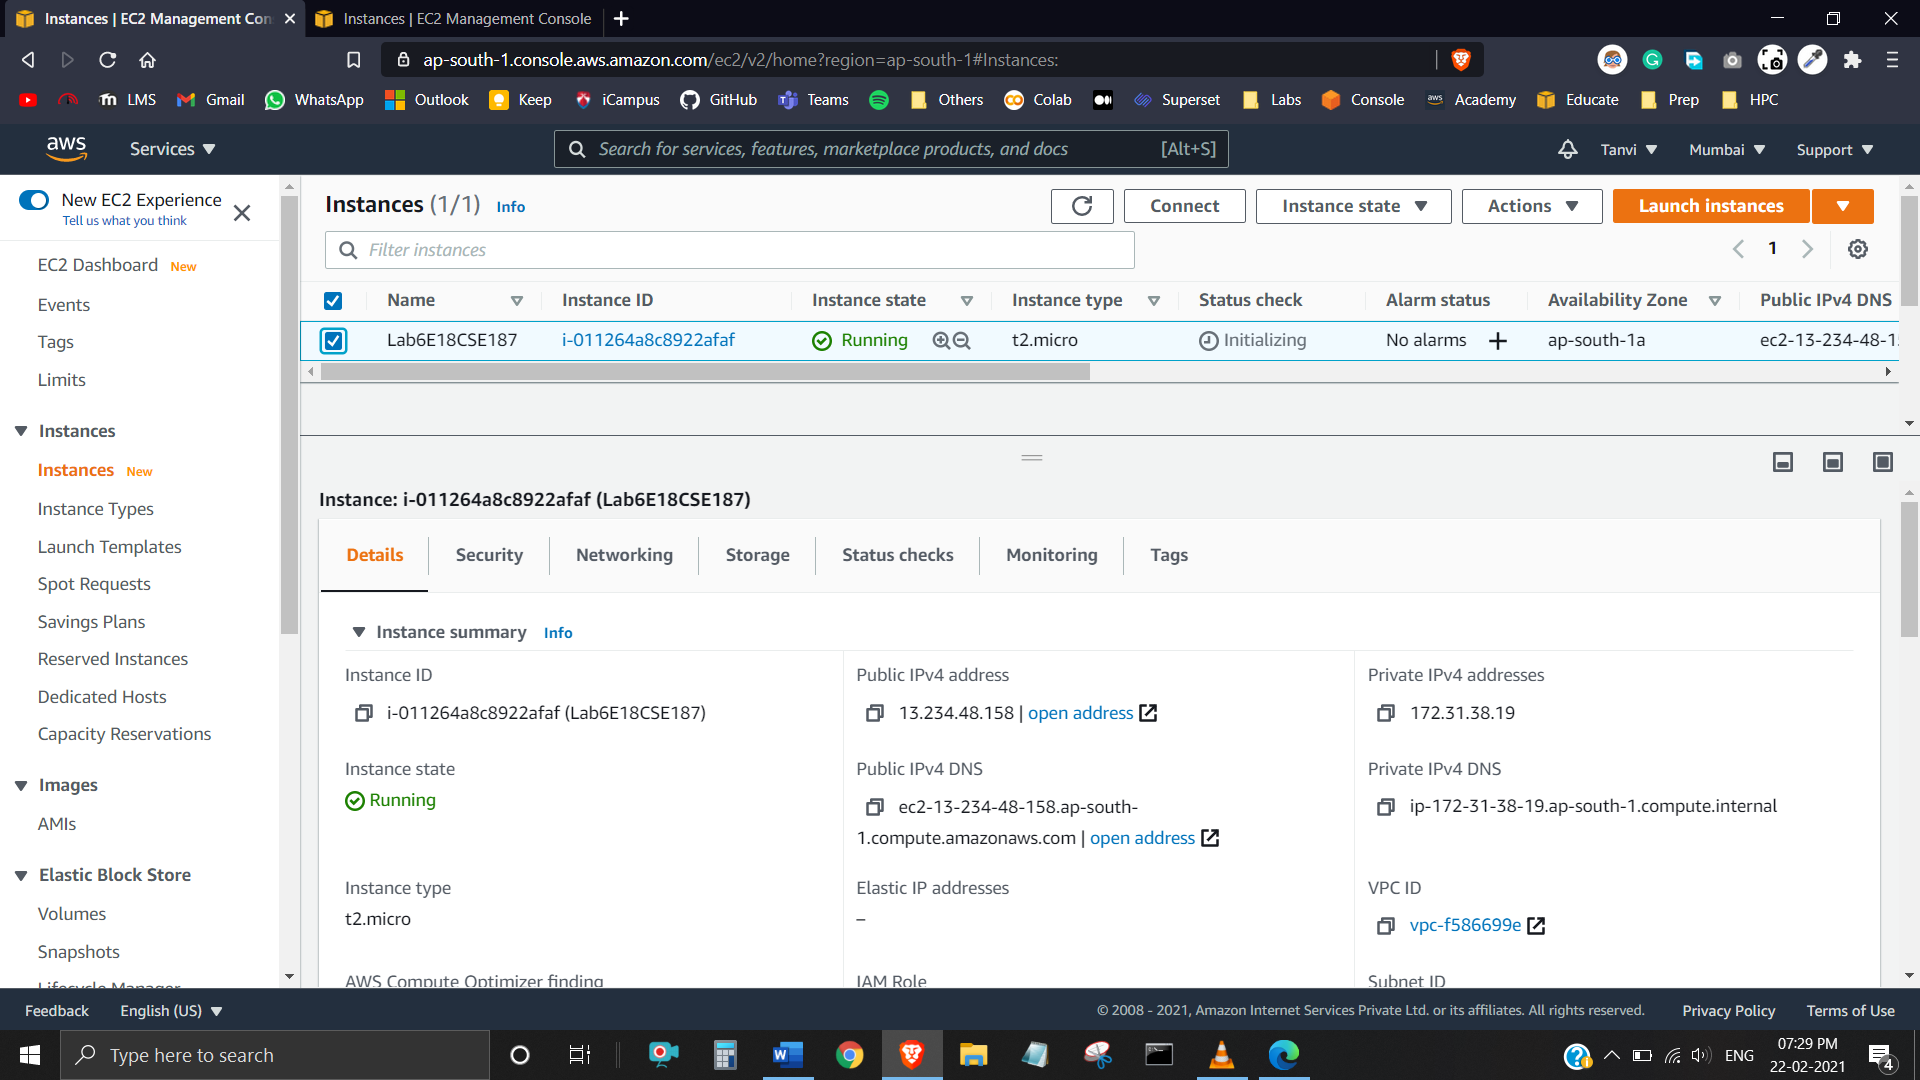 Instances | EC2 Management Con
Instances | EC2 Management Console
ap-south-1.console.aws.amazon.com/ec2/v2/home?region=ap-south-1#Instances:
LMS Gmail WhatsApp Outlook Keep iCampus GitHub Teams Others Colab Superset Labs Console aws Academy Educate Prep HPC
aws Services Search for services, features, marketplace products, and docs [Alt+S] Tanvi Mumbai Support
New EC2 Experience
Tell us what you think
EC2 Dashboard New
Events
Tags
Limits
Instances
Instances New
Instance Types
Launch Templates
Spot Requests
Savings Plans
Reserved Instances
Dedicated Hosts
Capacity Reservations
Images
AMIs
Elastic Block Store
Volumes
Snapshots
Lifecycle Manager
Instances (1/1) Info
Connect Instance state Actions Launch instances
Filter instances
1
Name Instance ID Instance state Instance type Status check Alarm status Availability Zone Public IPv4 DNS
Lab6E18CSE187 i-011264a8c8922afaf Running t2.micro Initializing No alarms + ap-south-1a ec2-13-234-48-15
Instance: i-011264a8c8922afaf (Lab6E18CSE187)
Details Security Networking Storage Status checks Monitoring Tags
Instance summary Info
Instance ID
i-011264a8c8922afaf (Lab6E18CSE187)
Public IPv4 address
13.234.48.158 | open address
Private IPv4 addresses
172.31.38.19
Instance state
Running
Public IPv4 DNS
ec2-13-234-48-158.ap-south-
1.compute.amazonaws.com | open address
Private IPv4 DNS
ip-172-31-38-19.ap-south-1.compute.internal
Instance type
t2.micro
Elastic IP addresses
–
VPC ID
vpc-f586699e
AWS Compute Optimizer finding
IAM Role
Subnet ID
Feedback English (US) © 2008 - 2021, Amazon Internet Services Private Ltd. or its affiliates. All rights reserved. Privacy Policy Terms of Use
Type here to search
ENG
07:29 PM
22-02-2021
4